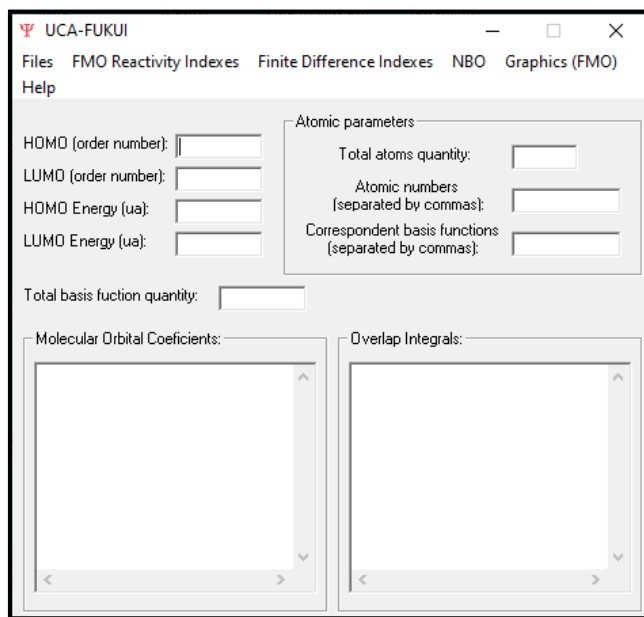 Ψ UCA-FUKUI
Files FMO Reactivity Indexes Finite Difference Indexes NBO Graphics (FMO)
Help
HOMO (order number):
LUMO (order number):
HOMO Energy (ua):
LUMO Energy (ua):
Atomic parameters
Total atoms quantity:
Atomic numbers
(separated by commas):
Correspondent basis functions
(separated by commas):
Total basis fuction quantity:
Molecular Orbital Coeficients:
Overlap Integrals: